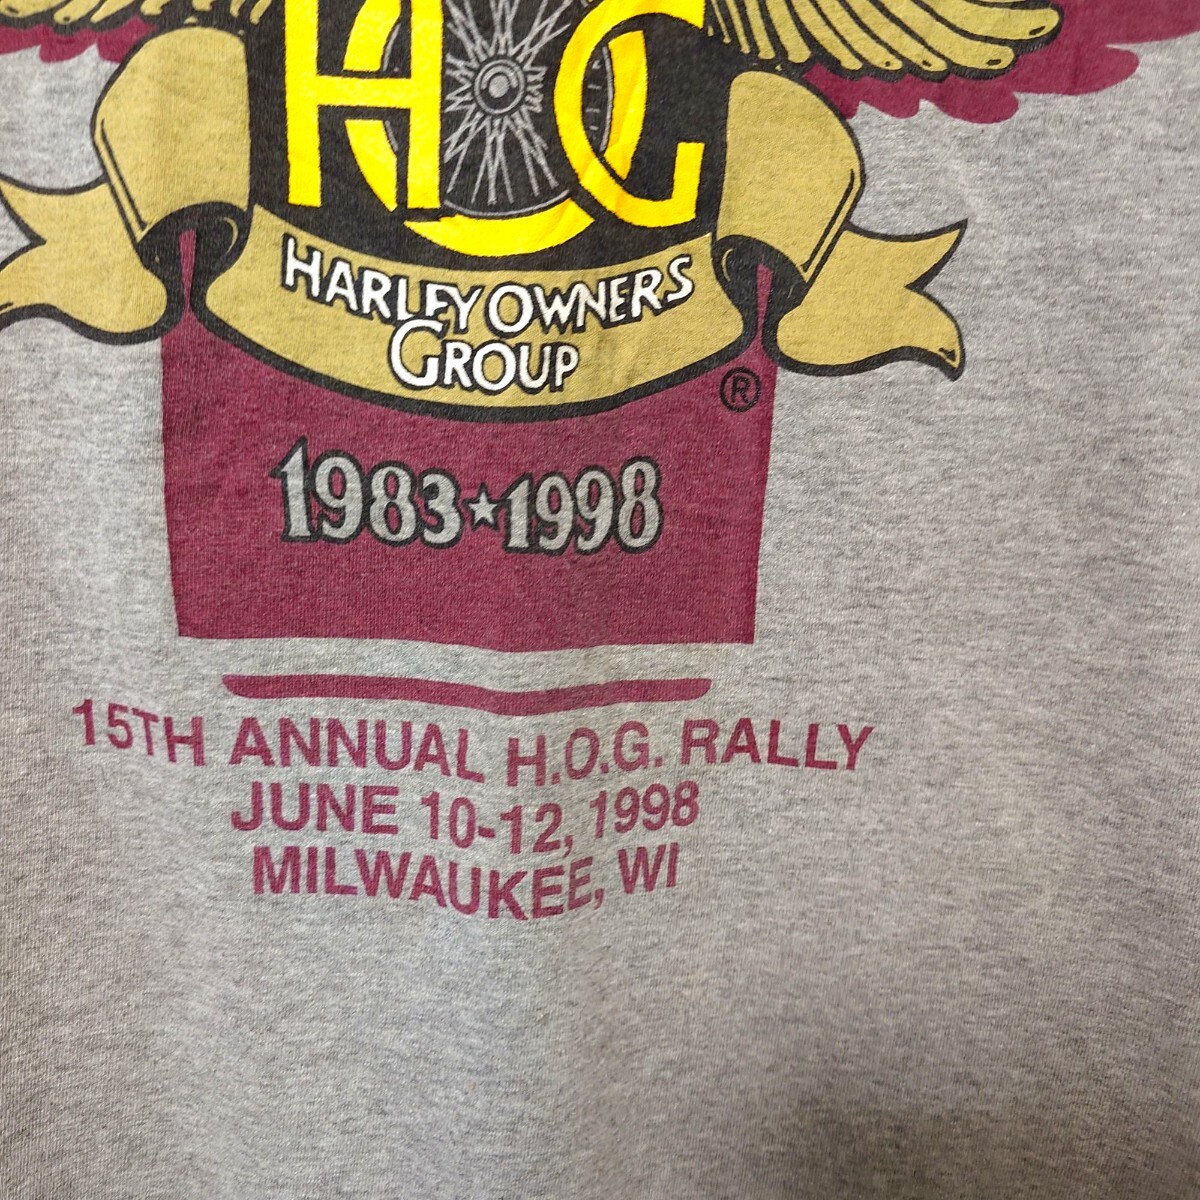 HOG
HARLEY OWNERS
GROUP
®
1983★1998
15TH ANNUAL H.O.G. RALLY
JUNE 10-12, 1998
MILWAUKEE, WI